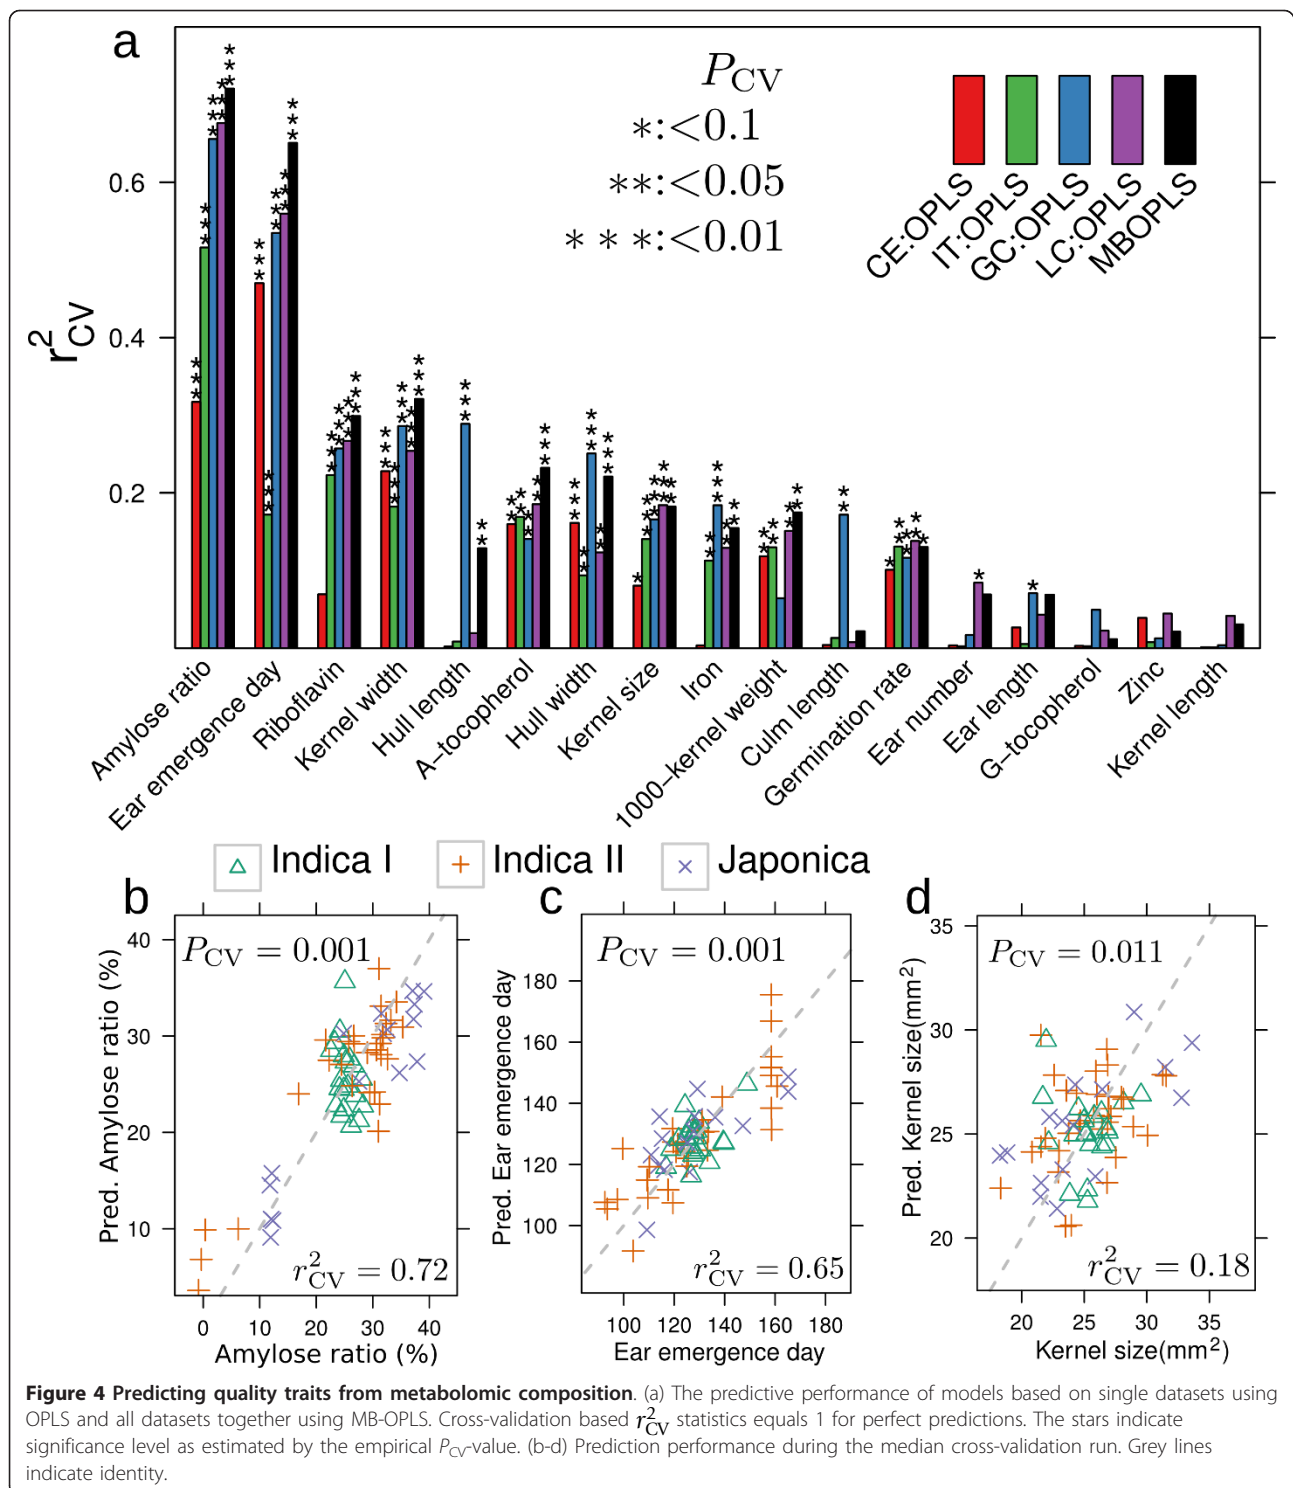 a
P_CV
*:<0.1
**:<0.05
***:<0.01
CE:OPLS
IT:OPLS
GC:OPLS
LC:OPLS
MBOPLS
r²_CV
0.6
0.4
0.2
Amylose ratio
Ear emergence day
Riboflavin
Kernel width
Hull length
A−tocopherol
Hull width
Kernel size
Iron
1000−kernel weight
Culm length
Germination rate
Ear number
Ear length
G−tocopherol
Zinc
Kernel length
Indica I
Indica II
Japonica
b
P_CV = 0.001
r²_CV = 0.72
Pred. Amylose ratio (%)
40
30
20
10
0 10 20 30 40
Amylose ratio (%)
c
P_CV = 0.001
r²_CV = 0.65
Pred. Ear emergence day
180
160
140
120
100
100 120 140 160 180
Ear emergence day
d
P_CV = 0.011
r²_CV = 0.18
Pred. Kernel size(mm²)
35
30
25
20
20 25 30 35
Kernel size(mm²)
Figure 4 Predicting quality traits from metabolomic composition. (a) The predictive performance of models based on single datasets using
OPLS and all datasets together using MB-OPLS. Cross-validation based r²_CV statistics equals 1 for perfect predictions. The stars indicate
significance level as estimated by the empirical P_CV-value. (b-d) Prediction performance during the median cross-validation run. Grey lines
indicate identity.